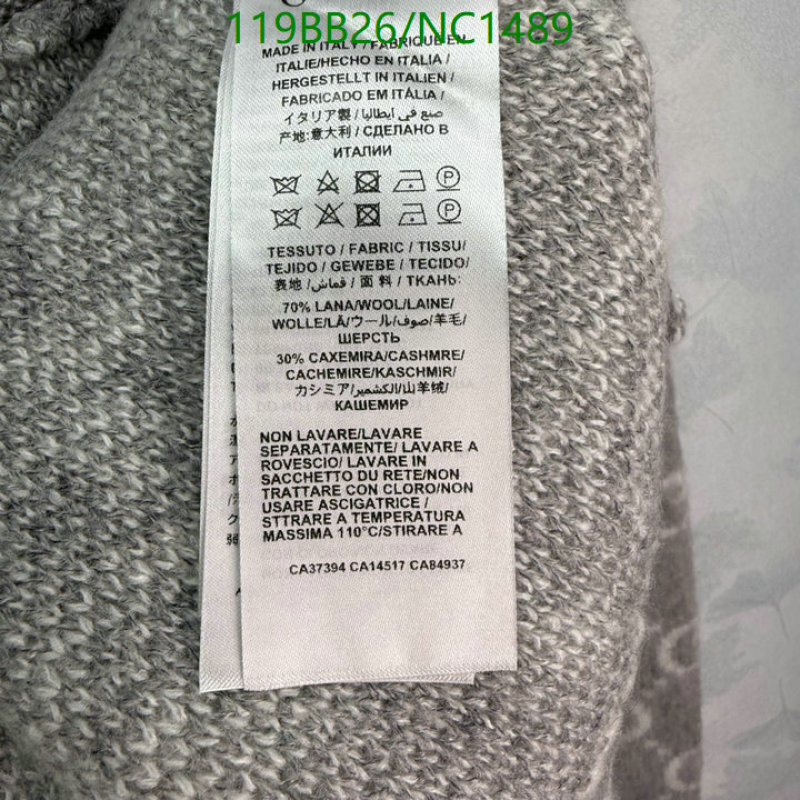 119BB26/NC1489
MADE IN ITALY/FABRIQUE EN
ITALIE/HECHO EN ITALIA /
HERGESTELLT IN ITALIEN /
FABRICADO EM ITÁLIA /
イタリア製 / صنع في إيطاليا /
产地:意大利 / СДЕЛАНО В
ИТАЛИИ
P
P
TESSUTO / FABRIC / TISSU/
TEJIDO / GEWEBE / TECIDO/
表地 / قماش / 面 料 / ТКАНЬ:
70% LANA/WOOL/LAINE/
WOLLE/LÃ/ウール/صوف/羊毛/
ШЕРСТЬ
30% CAXEMIRA/CASHMRE/
CACHEMIRE/KASCHMIR/
カシミア/الكشمير/山羊绒/
КАШЕМИР
NON LAVARE/LAVARE
SEPARATAMENTE/ LAVARE A
ROVESCIO/ LAVARE IN
SACCHETTO DU RETE/NON
TRATTARE CON CLORO/NON
USARE ASCIGATRICE /
STTRARE A TEMPERATURA
MASSIMA 110°C/STIRARE A
CA37394 CA14517 CA84937